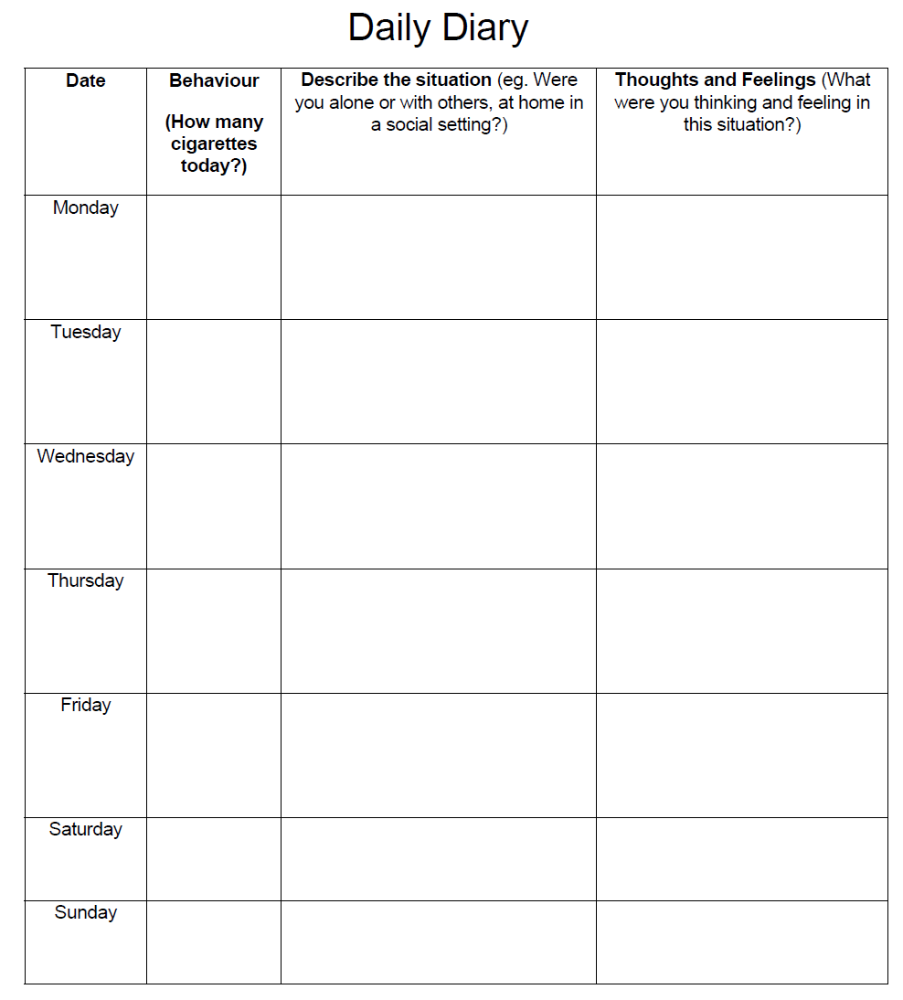 Daily Diary
Date
Behaviour
(How many
cigarettes
today?)
Describe the situation (eg. Were
you alone or with others, at home in
a social setting?)
Thoughts and Feelings (What
were you thinking and feeling in
this situation?)
Monday
Tuesday
Wednesday
Thursday
Friday
Saturday
Sunday